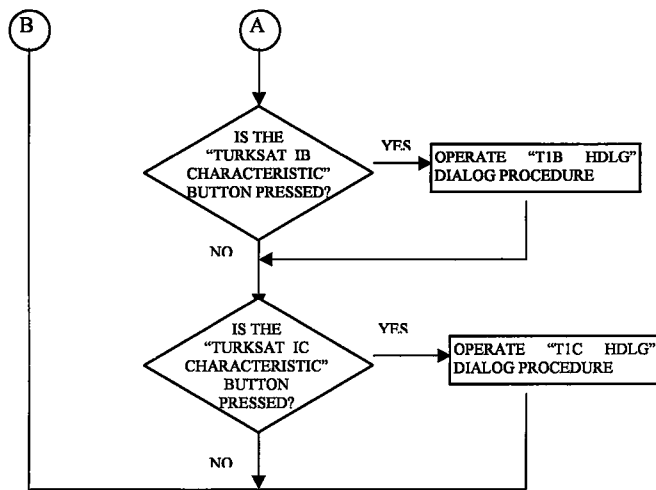 B
A
IS THE
“TURKSAT IB
CHARACTERISTIC”
BUTTON PRESSED?
YES
OPERATE “T1B HDLG”
DIALOG PROCEDURE
NO
IS THE
“TURKSAT IC
CHARACTERISTIC”
BUTTON
PRESSED?
YES
OPERATE “T1C HDLG”
DIALOG PROCEDURE
NO